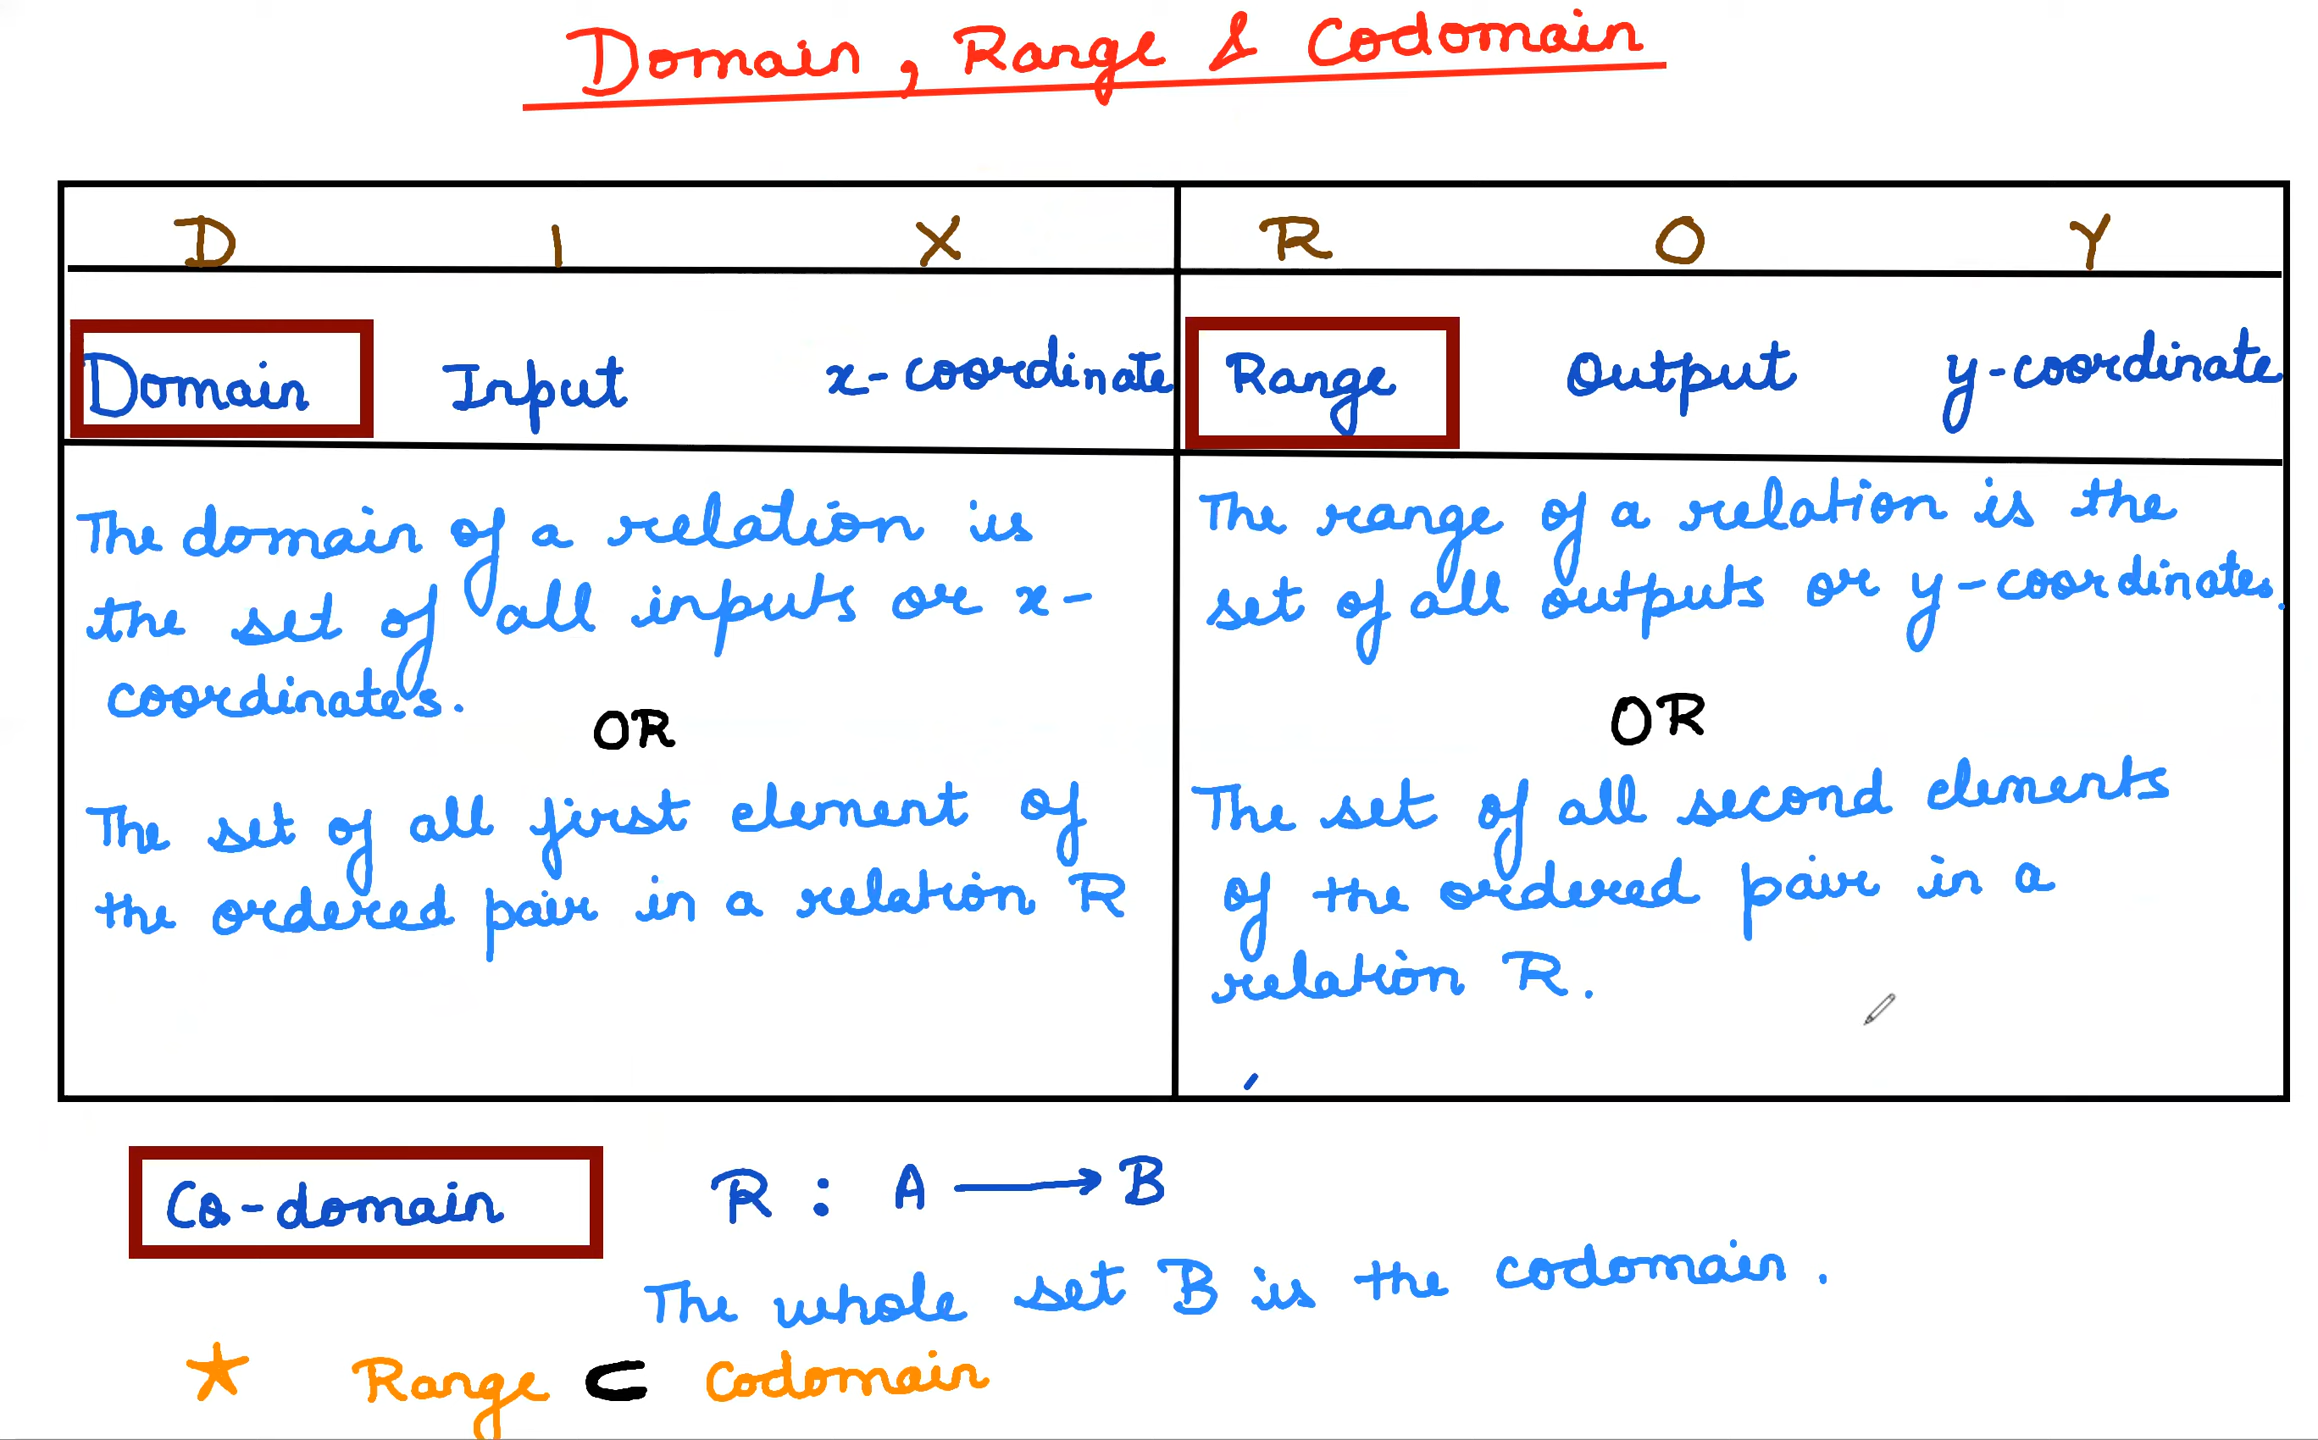 Domain, Range & Codomain
D I X R O Y
Domain Input x-coordinate Range Output y-coordinate
The domain of a relation is
the set of all inputs or x-
coordinates.
OR
The set of all first element of
the ordered pair in a relation R
The range of a relation is the
set of all outputs or y-coordinates.
OR
The set of all second elements
of the ordered pair in a
relation R.
Co-domain R : A → B
The whole set B is the codomain.
★ Range ⊂ Codomain